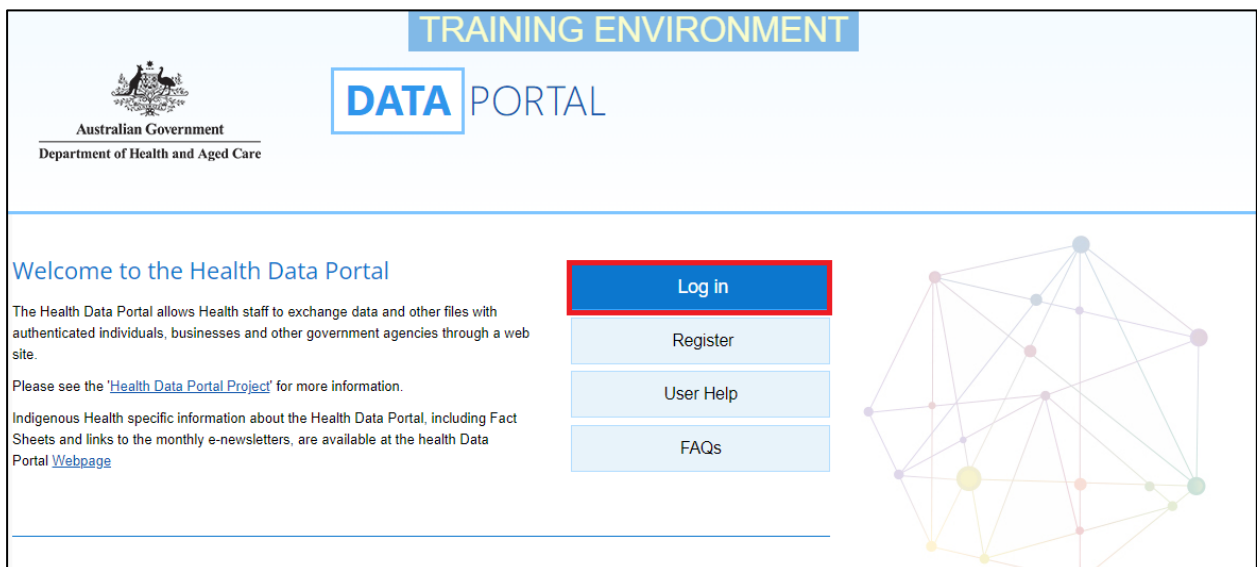 TRAINING ENVIRONMENT
Australian Government
Department of Health and Aged Care
DATA PORTAL
Welcome to the Health Data Portal
The Health Data Portal allows Health staff to exchange data and other files with
authenticated individuals, businesses and other government agencies through a web
site.
Please see the 'Health Data Portal Project' for more information.
Indigenous Health specific information about the Health Data Portal, including Fact
Sheets and links to the monthly e-newsletters, are available at the health Data
Portal Webpage
Log in
Register
User Help
FAQs